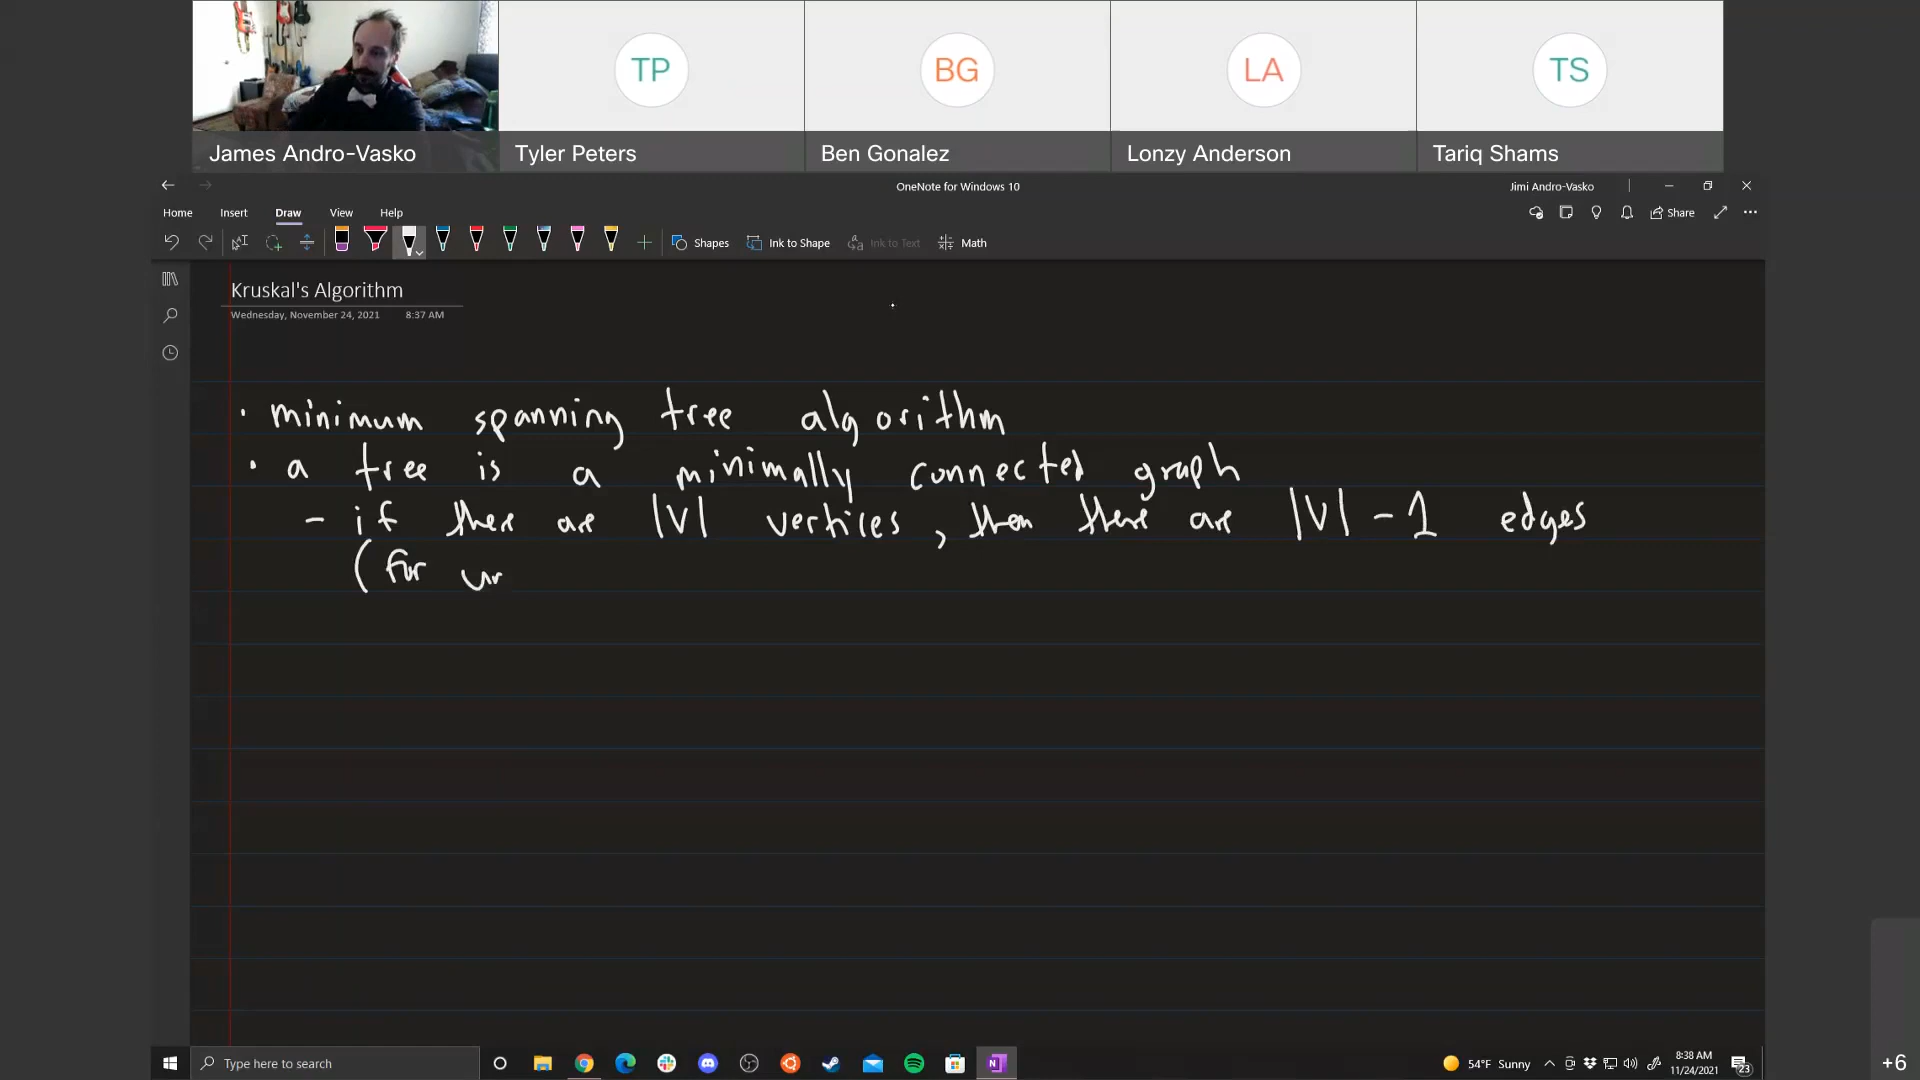 TP
BG
LA
TS
James Andro-Vasko
Tyler Peters
Ben Gonalez
Lonzy Anderson
Tariq Shams
OneNote for Windows 10
Jimi Andro-Vasko
Home Insert Draw View Help
Share
Shapes Ink to Shape Ink to Text Math
Kruskal's Algorithm
Wednesday, November 24, 2021 8:37 AM
• minimum spanning tree algorithm
• a tree is a minimally connected graph
- if there are |V| vertices, then there are |V| - 1 edges
(for un
Type here to search
54°F Sunny
8:38 AM
11/24/2021
23
+6